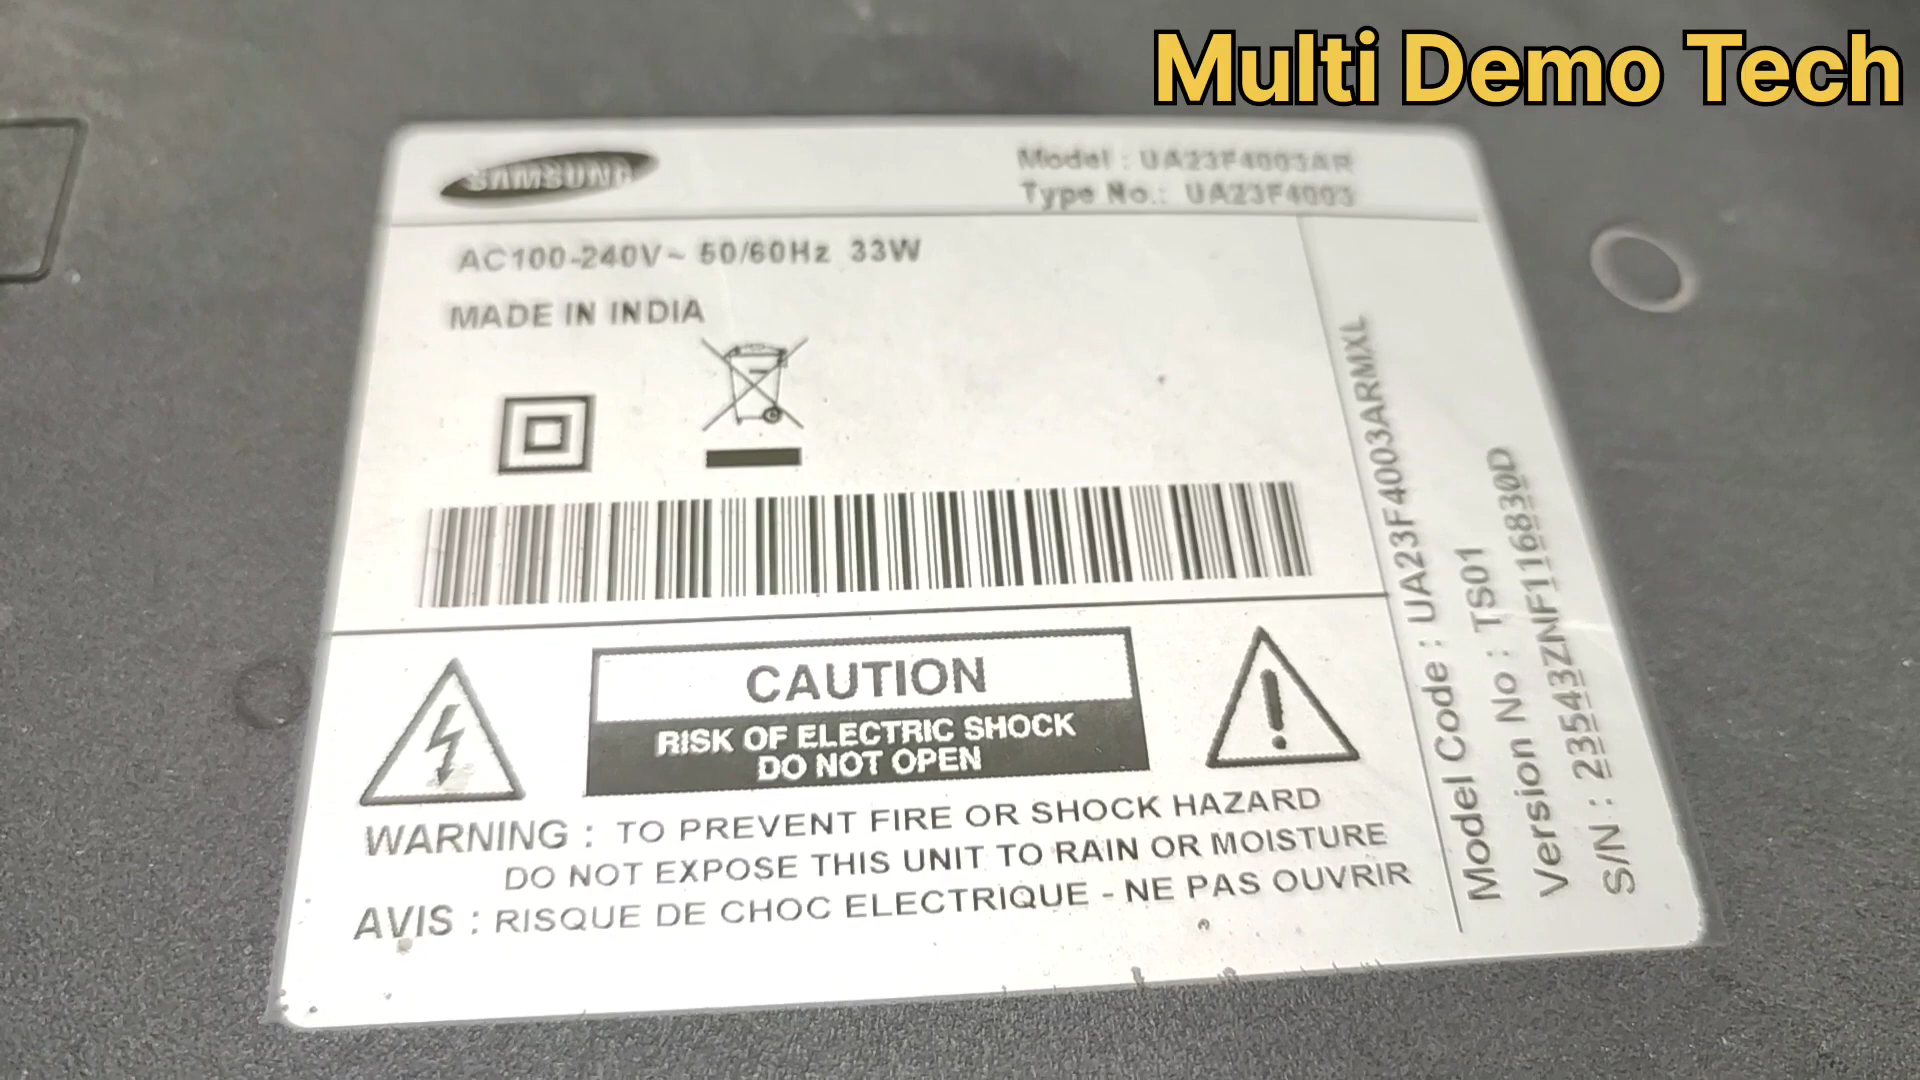 Multi Demo Tech
SAMSUNG
Model : UA23F4003AR
Type No.: UA23F4003
AC100-240V~ 50/60Hz 33W
MADE IN INDIA
CAUTION
RISK OF ELECTRIC SHOCK
DO NOT OPEN
WARNING : TO PREVENT FIRE OR SHOCK HAZARD
DO NOT EXPOSE THIS UNIT TO RAIN OR MOISTURE
AVIS : RISQUE DE CHOC ELECTRIQUE - NE PAS OUVRIR
Model Code : UA23F4003ARMXL
Version No : TS01
S/N : 23543ZNF116830D